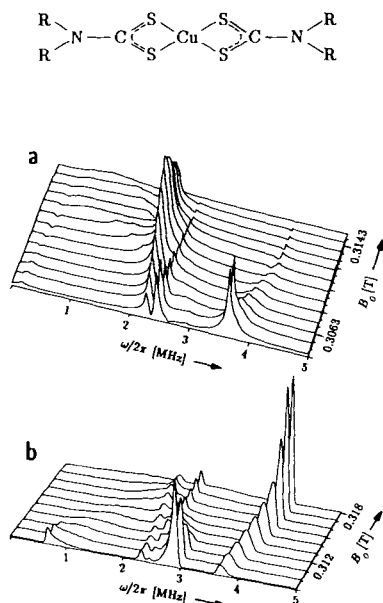 R R
N — C S S Cu S S C — N
R R
a
0.3143
0.3063
B₀ [T]
1 2 3 4 5
ω/2π [MHz]
b
0.318
0.312
B₀ [T]
1 2 3 4 5
ω/2π [MHz]